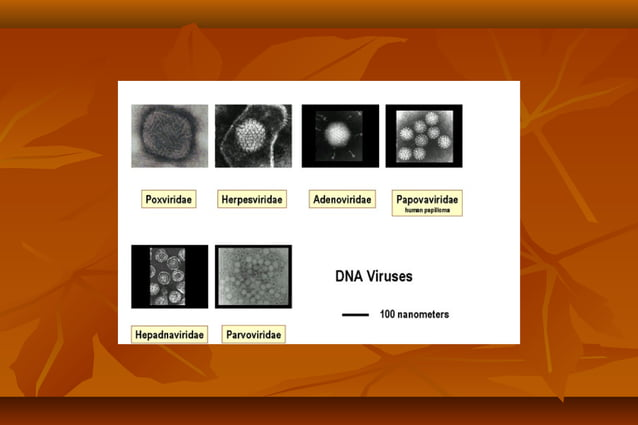 Poxviridae
Herpesviridae
Adenoviridae
Papovaviridae
human papilloma
Hepadnaviridae
Parvoviridae
DNA Viruses
100 nanometers